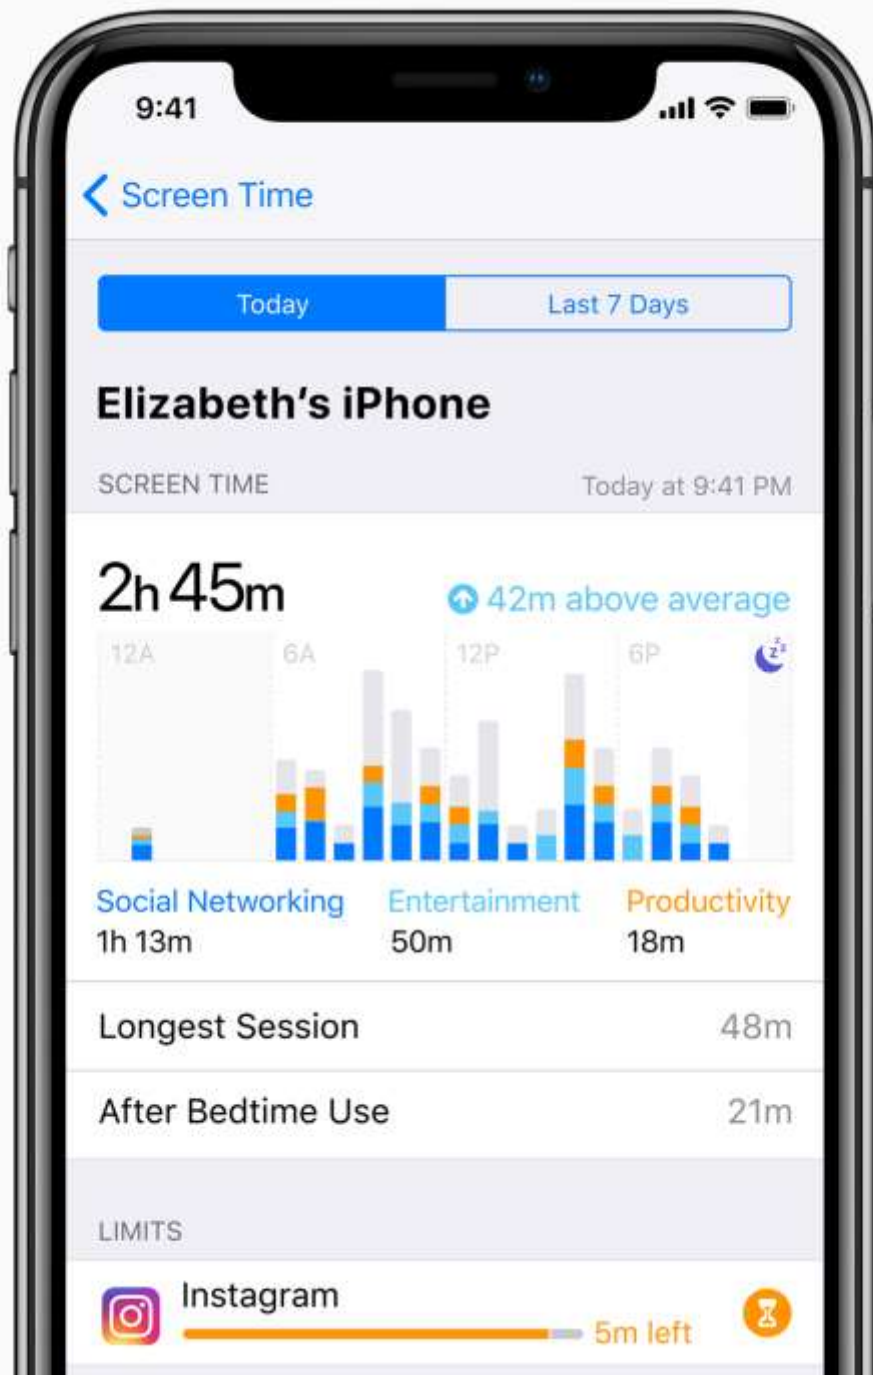 9:41
Screen Time
Today Last 7 Days
Elizabeth’s iPhone
SCREEN TIME Today at 9:41 PM
2h 45m 42m above average
12A 6A 12P 6P
Social Networking Entertainment Productivity
1h 13m 50m 18m
Longest Session 48m
After Bedtime Use 21m
LIMITS
Instagram
5m left